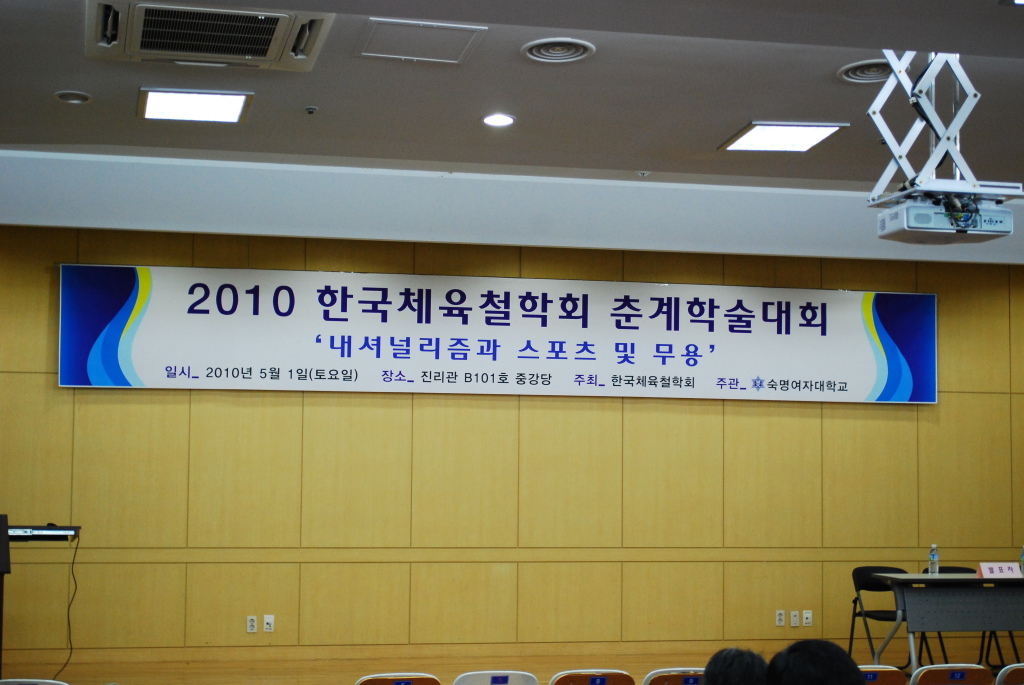 2010 한국체육철학회 춘계학술대회
‘내셔널리즘과 스포츠 및 무용’
일시_ 2010년 5월 1일(토요일) 장소_ 진리관 B101호 중강당 주최_ 한국체육철학회 주관_ 숙명여자대학교
발표자